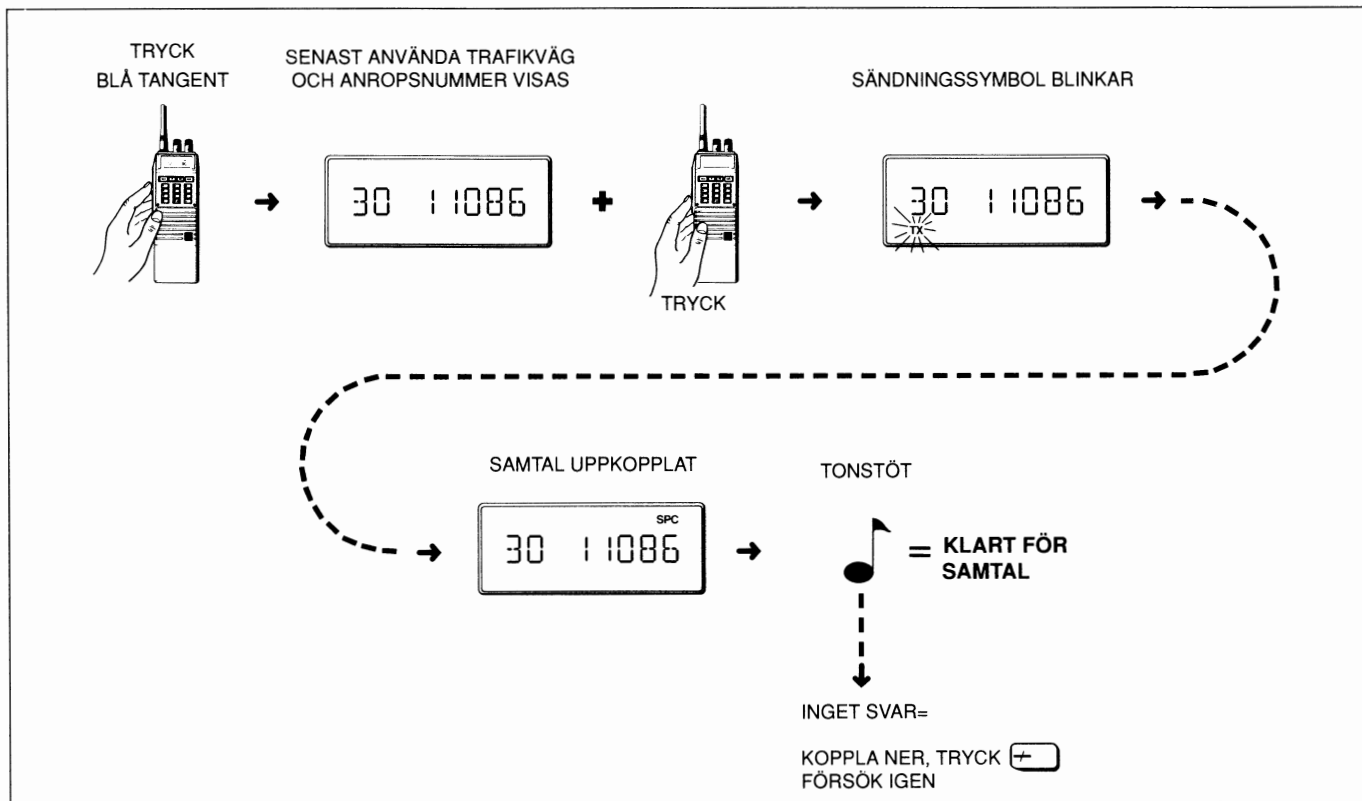 TRYCK
BLÅ TANGENT
SENAST ANVÄNDA TRAFIKVÄG
OCH ANROPSNUMMER VISAS
30 11086
TRYCK
SÄNDNINGSSYMBOL BLINKAR
30 11086
TX
SAMTAL UPPKOPPLAT
SPC
30 11086
TONSTÖT
= KLART FÖR
SAMTAL
INGET SVAR=
KOPPLA NER, TRYCK
FÖRSÖK IGEN